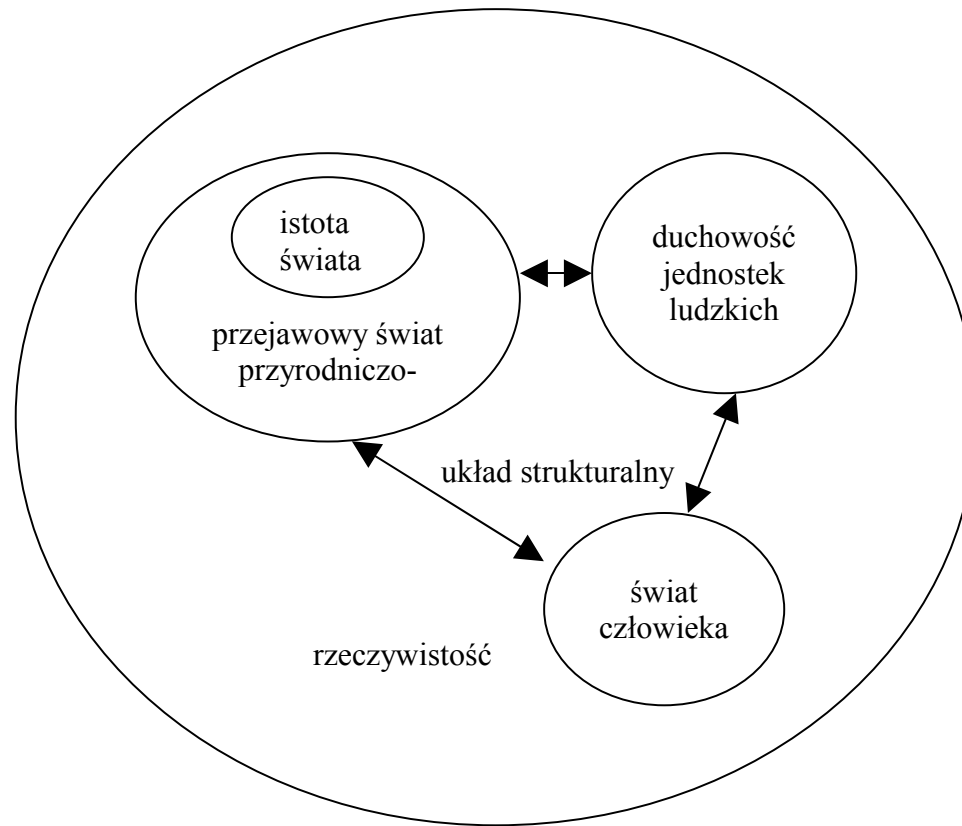 istota
świata
przejawowy świat
przyrodniczo-
duchowość
jednostek
ludzkich
układ strukturalny
świat
człowieka
rzeczywistość